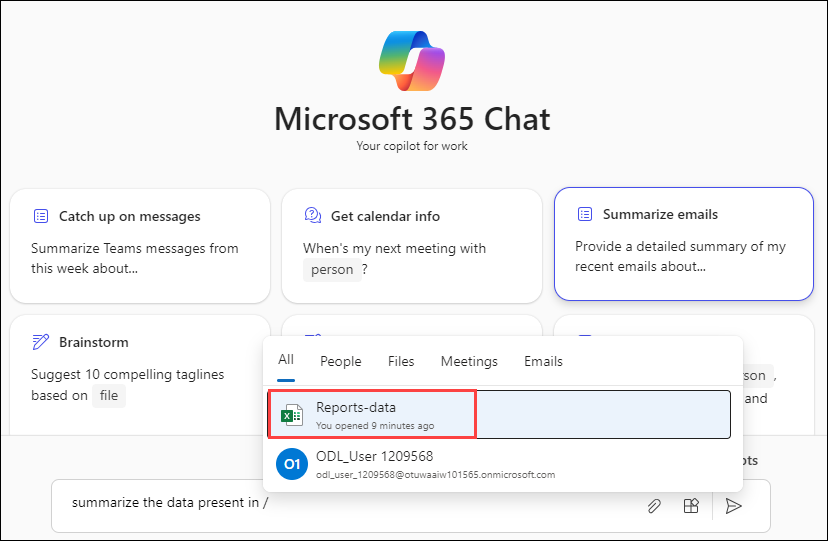 Microsoft 365 Chat
Your copilot for work
Catch up on messages
Summarize Teams messages from
this week about...
Get calendar info
When's my next meeting with
person ?
Summarize emails
Provide a detailed summary of my
recent emails about...
Brainstorm
Suggest 10 compelling taglines
based on file
,
and
All
People
Files
Meetings
Emails
Reports-data
You opened 9 minutes ago
O1
ODL_User 1209568
odl_user_1209568@otuwaaiw101565.onmicrosoft.com
summarize the data present in /